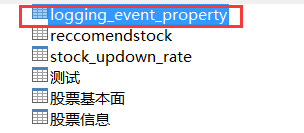 logging_event_property
reccomendstock
stock_updown_rate
测试
股票基本面
股票信息